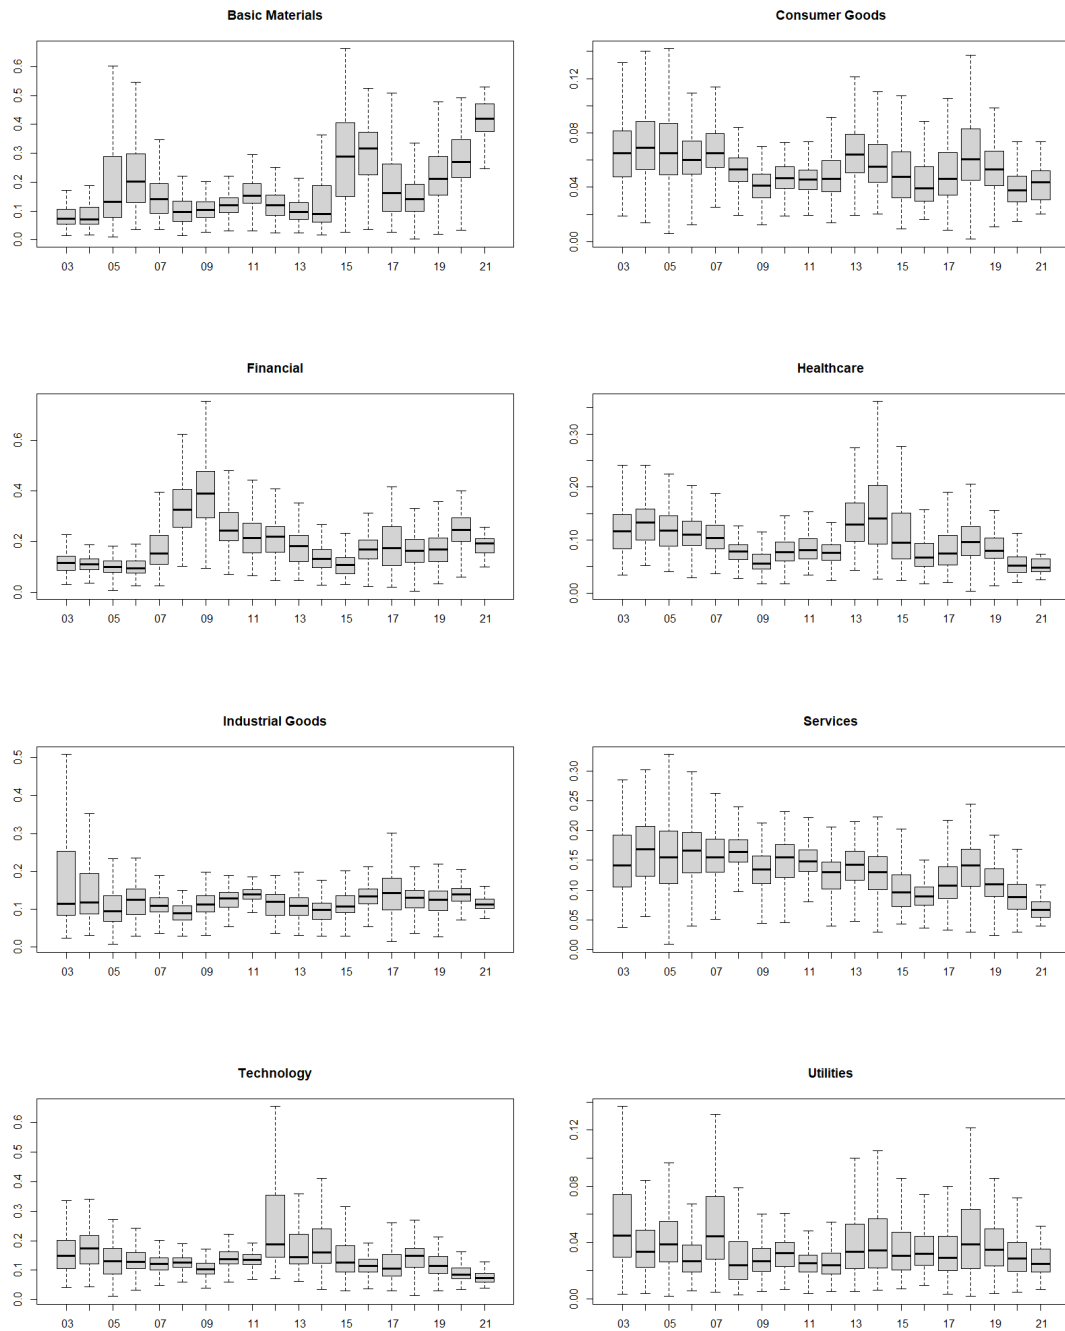 Basic Materials
0.0 0.1 0.2 0.3 0.4 0.5 0.6
03 05 07 09 11 13 15 17 19 21
Consumer Goods
0.00 0.04 0.08 0.12
03 05 07 09 11 13 15 17 19 21
Financial
0.0 0.2 0.4 0.6
03 05 07 09 11 13 15 17 19 21
Healthcare
0.00 0.10 0.20 0.30
03 05 07 09 11 13 15 17 19 21
Industrial Goods
0.0 0.1 0.2 0.3 0.4 0.5
03 05 07 09 11 13 15 17 19 21
Services
0.00 0.05 0.10 0.15 0.20 0.25 0.30
03 05 07 09 11 13 15 17 19 21
Technology
0.0 0.1 0.2 0.3 0.4 0.5 0.6
03 05 07 09 11 13 15 17 19 21
Utilities
0.00 0.04 0.08 0.12
03 05 07 09 11 13 15 17 19 21